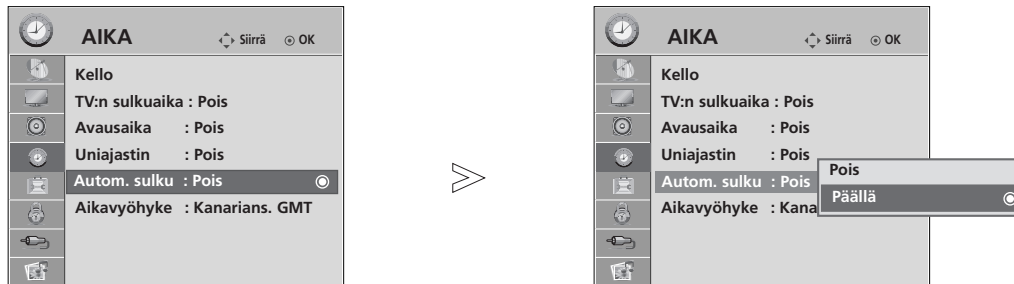 AIKA Siirrä OK
Kello
TV:n sulkuaika : Pois
Avausaika : Pois
Uniajastin : Pois
Autom. sulku : Pois
Aikavyöhyke : Kanarians. GMT
AIKA Siirrä OK
Kello
TV:n sulkuaika : Pois
Avausaika : Pois
Uniajastin : Pois
Autom. sulku : Pois
Aikavyöhyke : Kana
Pois
Päällä